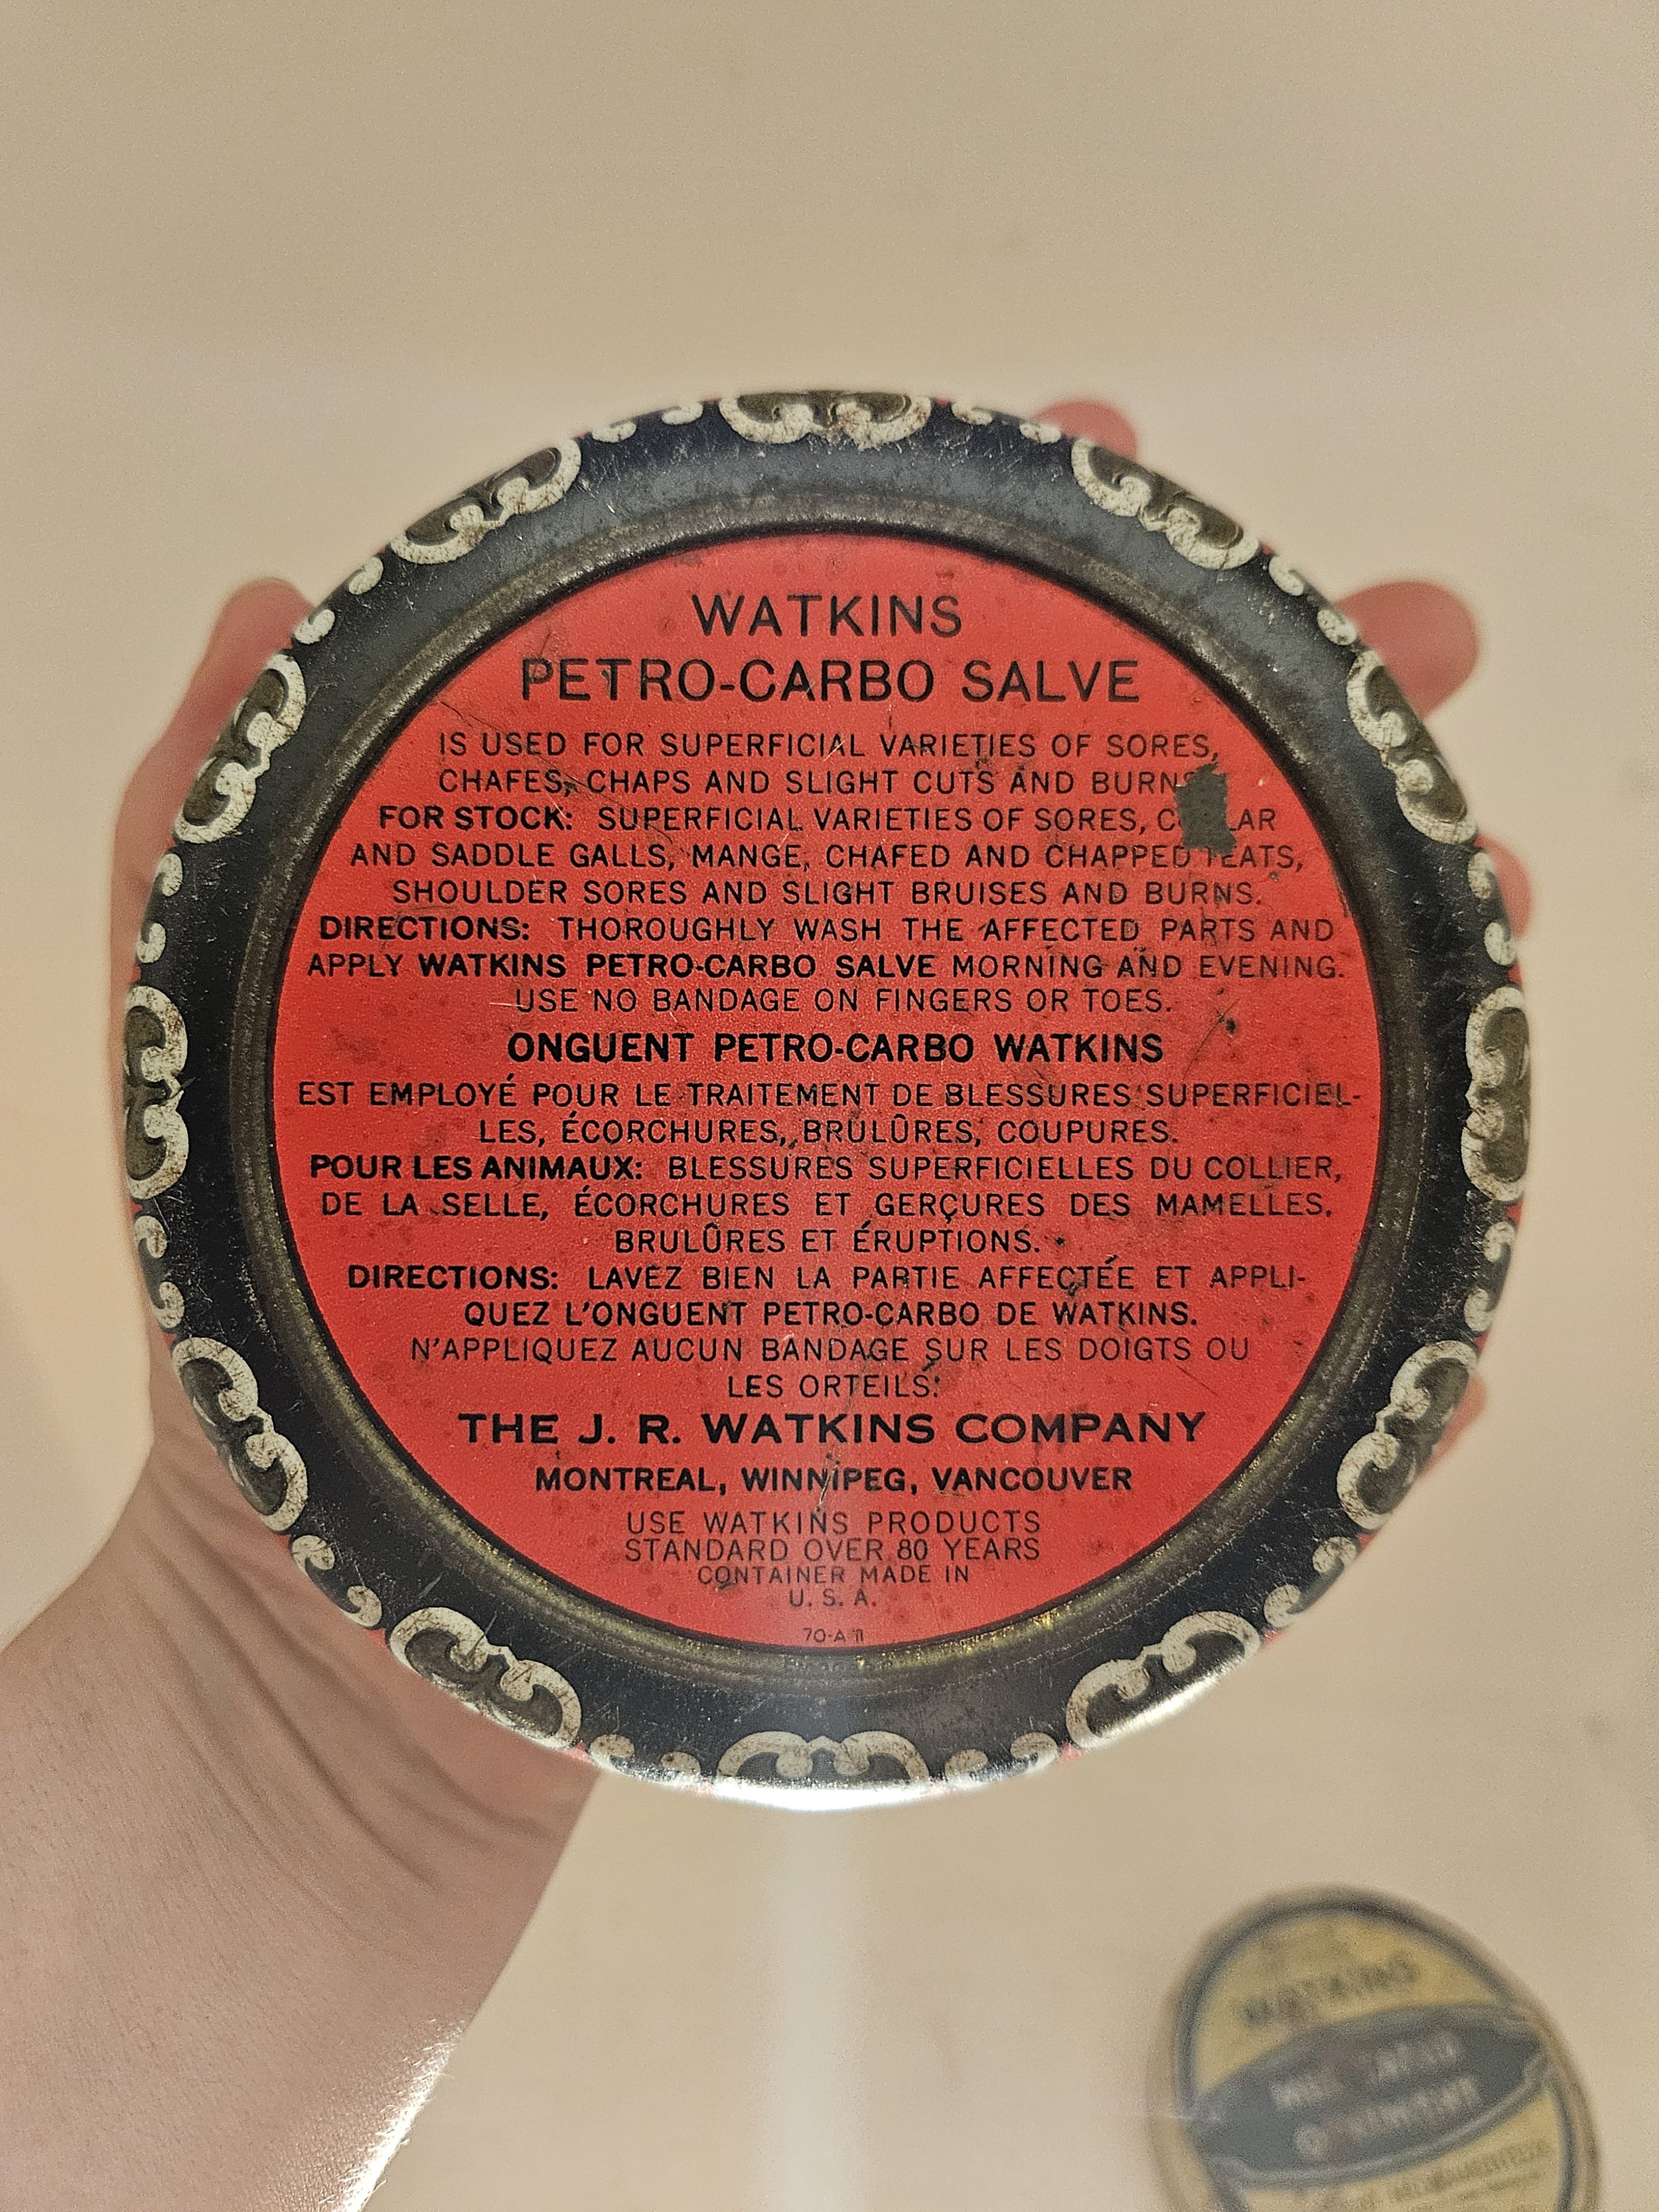 WATKINS
PETRO-CARBO SALVE
IS USED FOR SUPERFICIAL VARIETIES OF SORES,
CHAFES, CHAPS AND SLIGHT CUTS AND BURNS
FOR STOCK: SUPERFICIAL VARIETIES OF SORES,
AND SADDLE GALLS, MANGE, CHAFED AND CHAPPED TEATS,
SHOULDER SORES AND SLIGHT BRUISES AND BURNS.
DIRECTIONS: THOROUGHLY WASH THE AFFECTED PARTS AND
APPLY WATKINS PETRO-CARBO SALVE MORNING AND EVENING.
USE NO BANDAGE ON FINGERS OR TOES.
ONGUENT PETRO-CARBO WATKINS
EST EMPLOYÉ POUR LE TRAITEMENT DE BLESSURES SUPERFICIEL-
LES, ÉCORCHURES, BRULÛRES, COUPURES.
POUR LES ANIMAUX: BLESSURES SUPERFICIELLES DU COLLIER,
DE LA SELLE, ÉCORCHURES ET GERÇURES DES MAMELLES,
BRULÛRES ET ÉRUPTIONS.
DIRECTIONS: LAVEZ BIEN LA PARTIE AFFECTÉE ET APPLI-
QUEZ L'ONGUENT PETRO-CARBO DE WATKINS.
N'APPLIQUEZ AUCUN BANDAGE SUR LES DOIGTS OU
LES ORTEILS.
THE J. R. WATKINS COMPANY
MONTREAL, WINNIPEG, VANCOUVER
USE WATKINS PRODUCTS
STANDARD OVER 80 YEARS
CONTAINER MADE IN
U. S. A.
WATKINS
OINTMENT